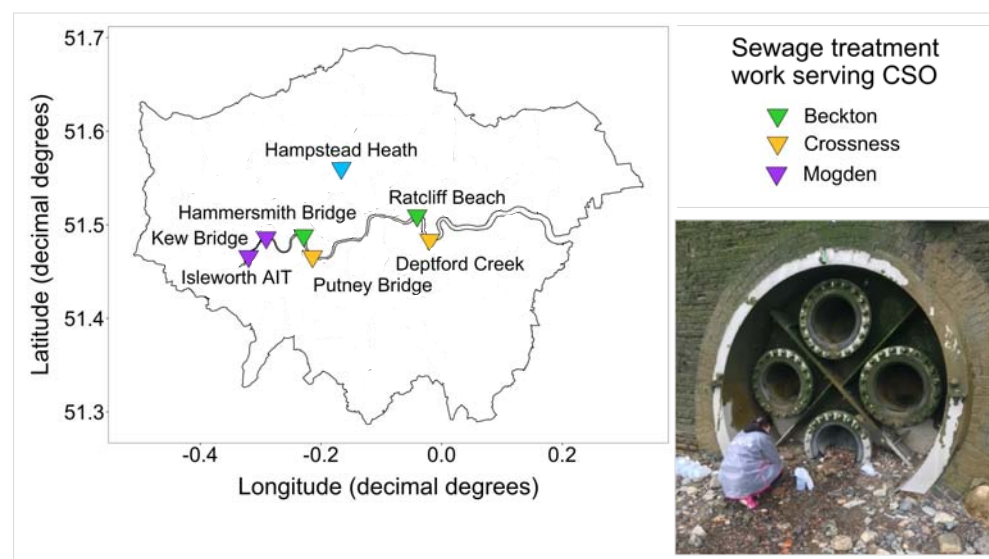 51.7
51.6
51.5
51.4
51.3
Latitude (decimal degrees)
Hampstead Heath
Ratcliff Beach
Hammersmith Bridge
Kew Bridge
Isleworth AIT
Deptford Creek
Putney Bridge
-0.4
-0.2
0.0
0.2
Longitude (decimal degrees)
Sewage treatment
work serving CSO
Beckton
Crossness
Mogden